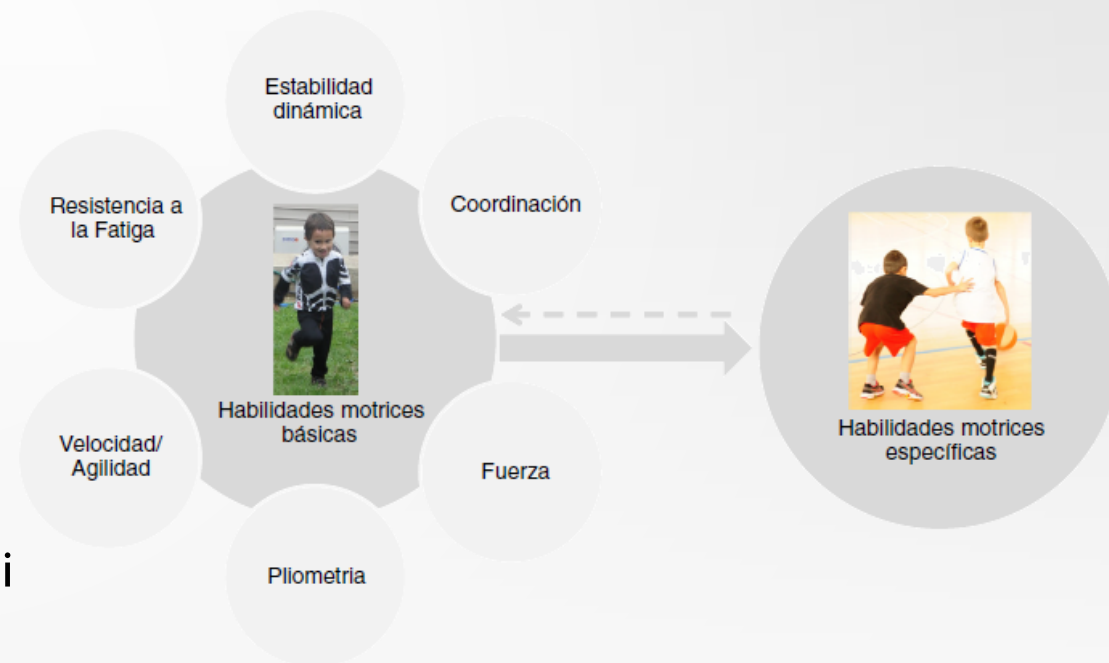 Estabilidad
dinámica
Resistencia a
la Fatiga
Coordinación
Habilidades motrices
básicas
Velocidad/
Agilidad
Fuerza
Pliometria
Habilidades motrices
específicas
i